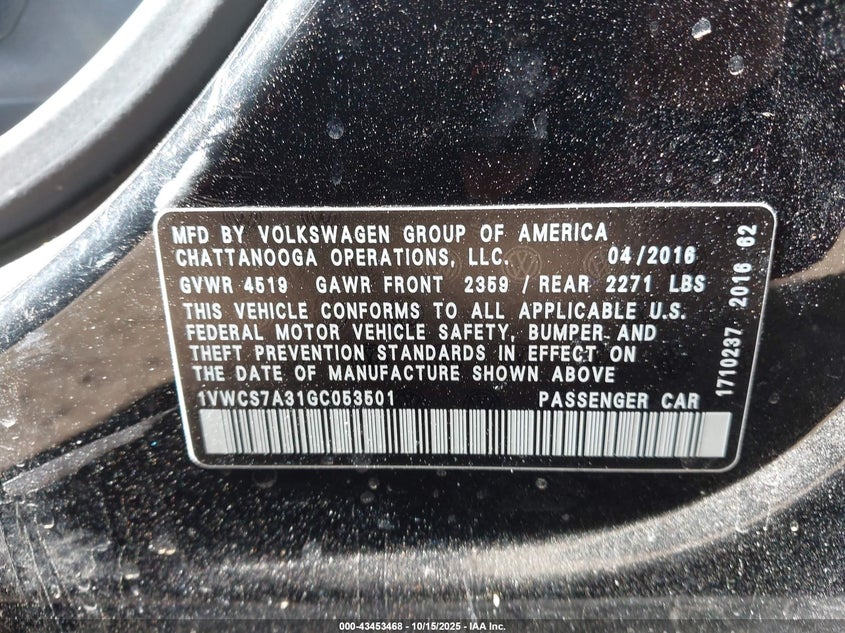 MFD BY VOLKSWAGEN GROUP OF AMERICA
CHATTANOOGA OPERATIONS, LLC. 04/2016
GVWR 4519 GAWR FRONT 2359 / REAR 2271 LBS
THIS VEHICLE CONFORMS TO ALL APPLICABLE U.S.
FEDERAL MOTOR VEHICLE SAFETY, BUMPER AND
THEFT PREVENTION STANDARDS IN EFFECT ON
THE DATE OF MANUFACTURE SHOWN ABOVE
1VWCS7A31GC053501 PASSENGER CAR
1710237 2016 62
000-43453468 - 10/15/2025 - IAA Inc.